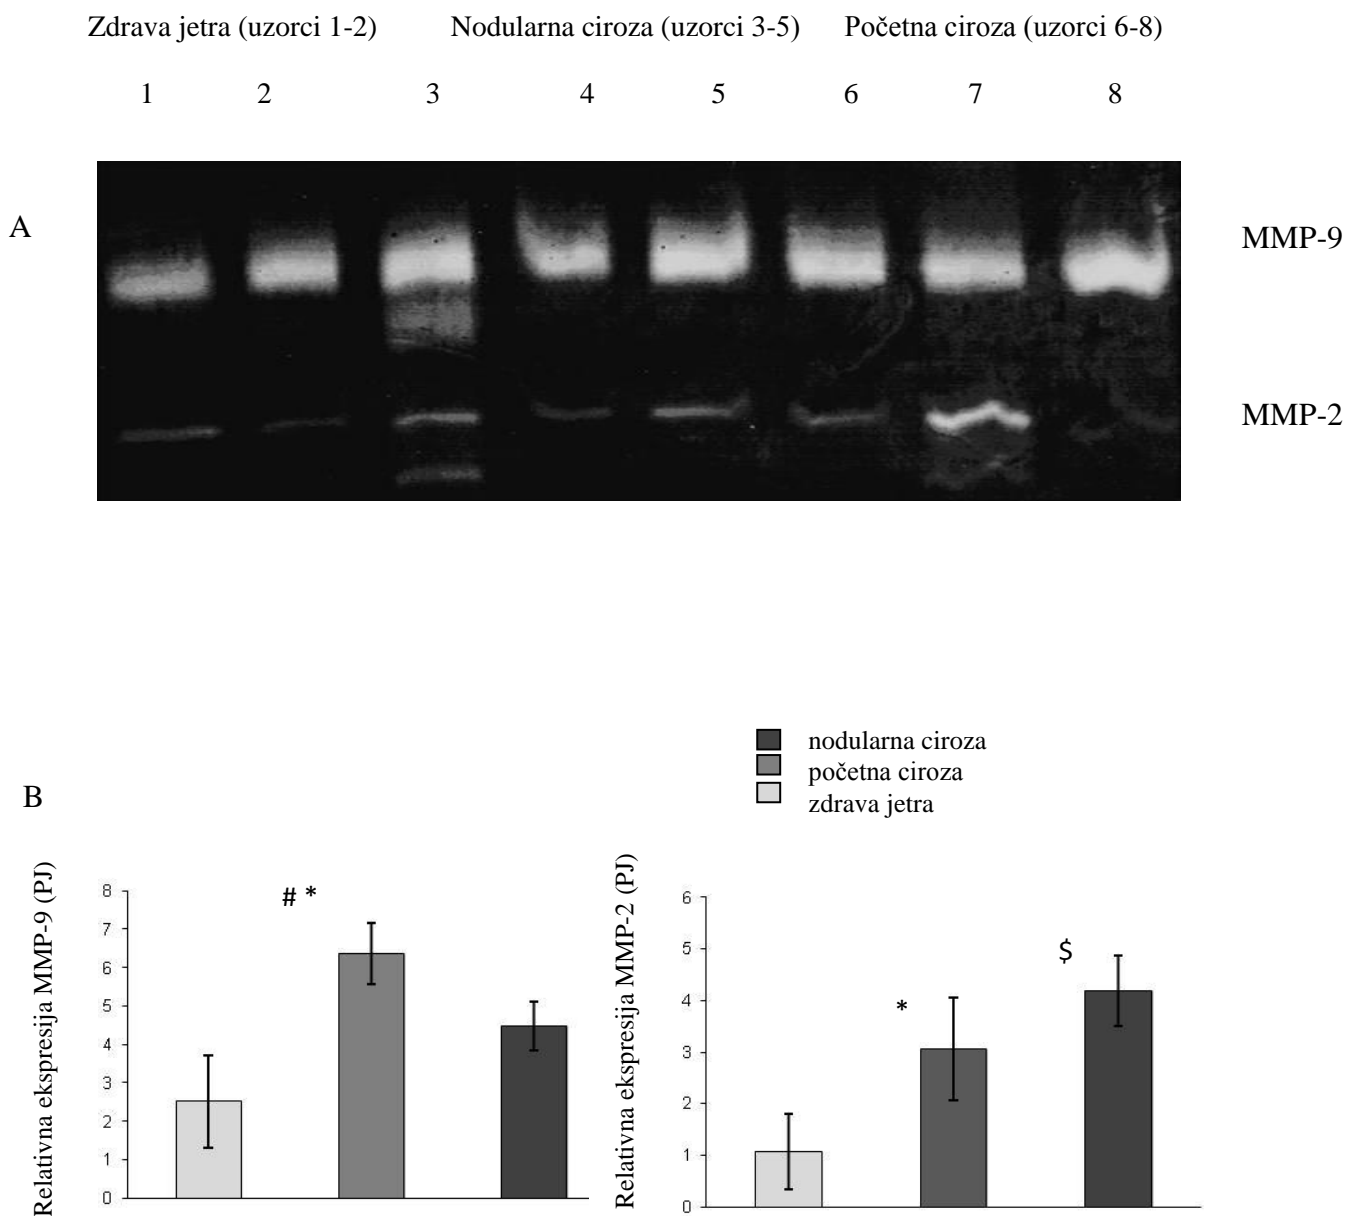 Zdrava jetra (uzorci 1-2) Nodularna ciroza (uzorci 3-5) Početna ciroza (uzorci 6-8)
1 2 3 4 5 6 7 8
A
MMP-9
MMP-2
nodularna ciroza
početna ciroza
zdrava jetra
B
Relativna ekspresija MMP-9 (PJ)
8
7
6
5
4
3
2
1
0
# *
Relativna ekspresija MMP-2 (PJ)
6
5
4
3
2
1
0
*
$